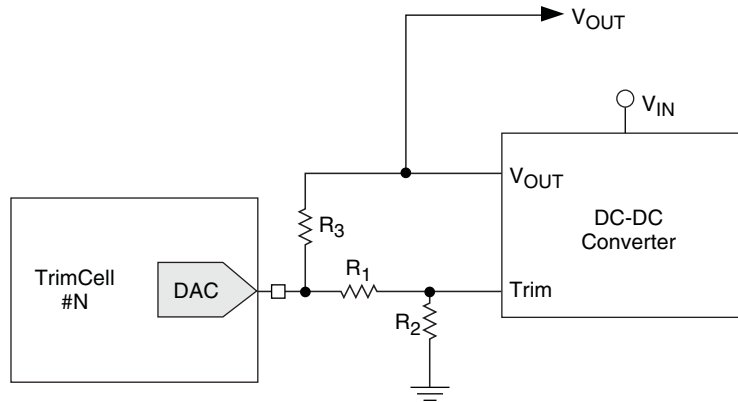 VOUT
VIN
VOUT
DC-DC
Converter
R3
TrimCell
#N
DAC
R1
Trim
R2